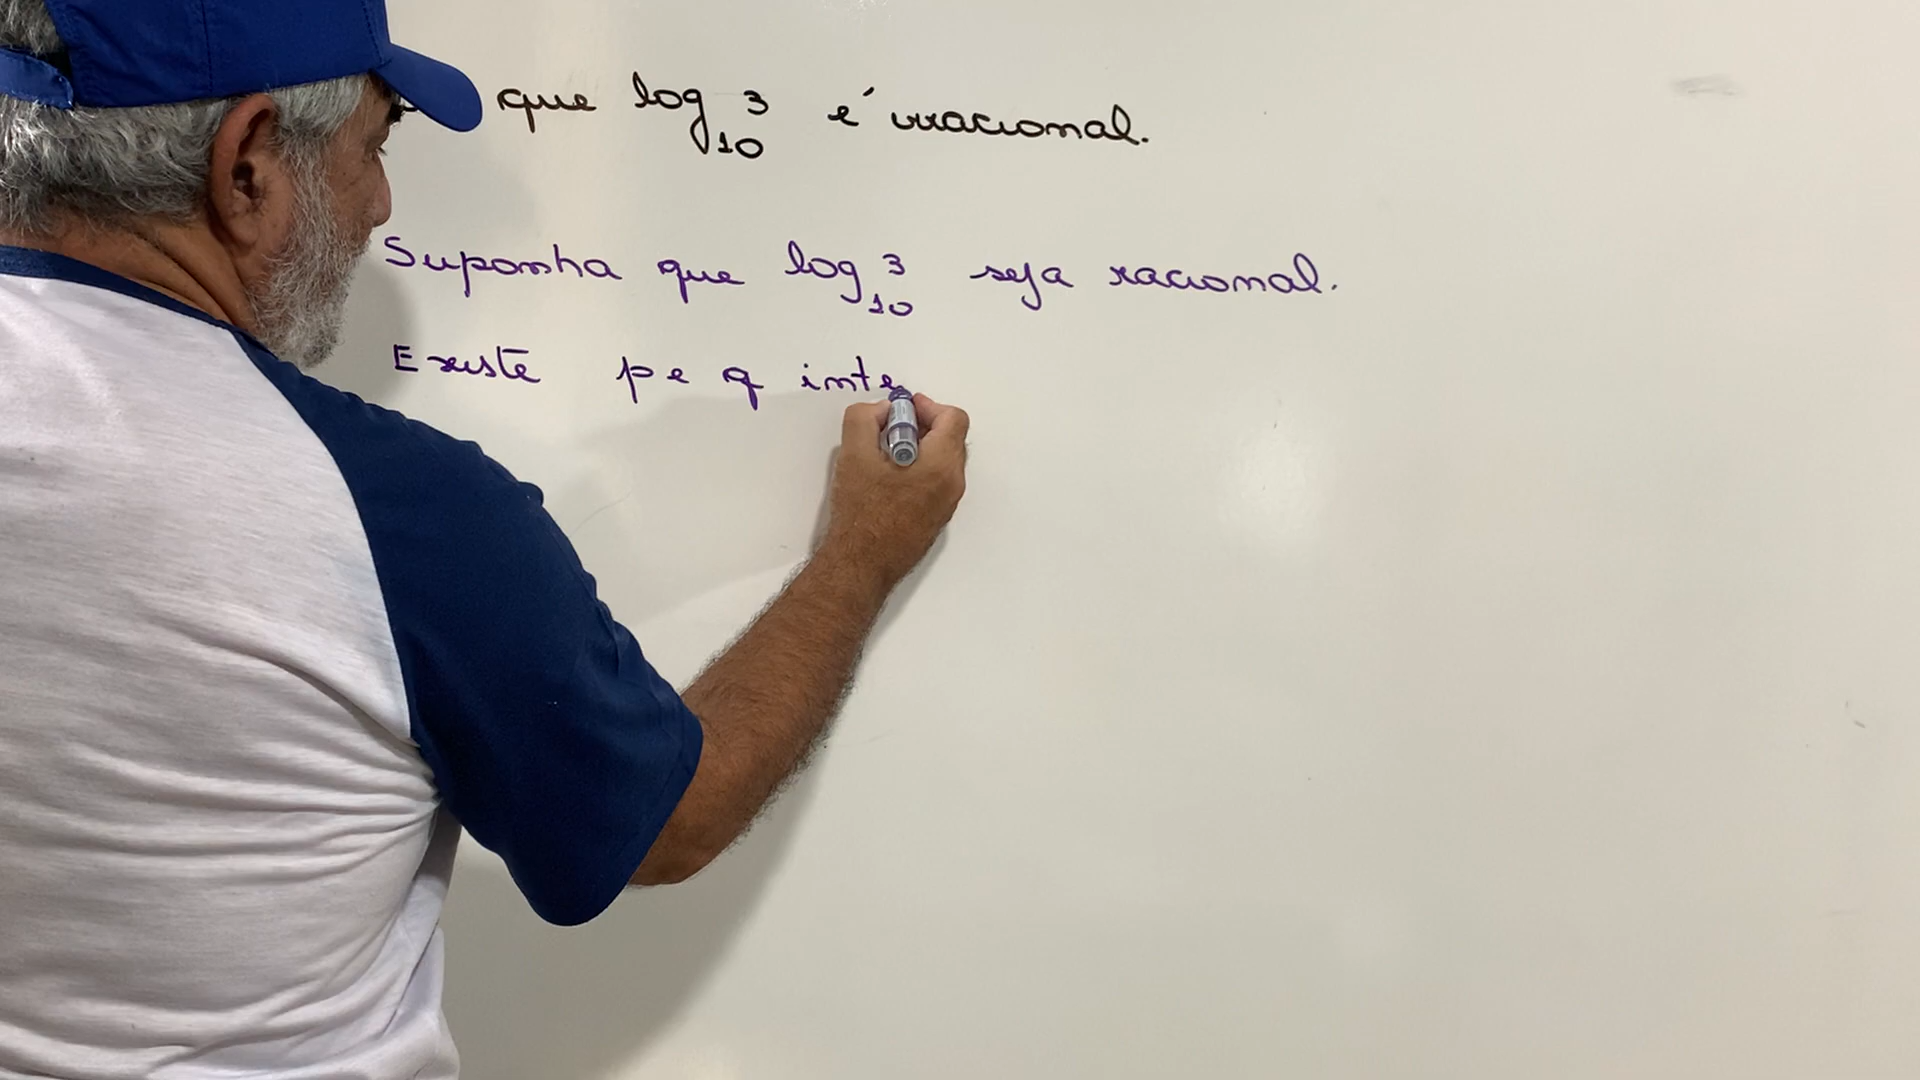 que log 10 3 é irracional.
Suponha que log 10 3 seja racional.
Existe p e q inte